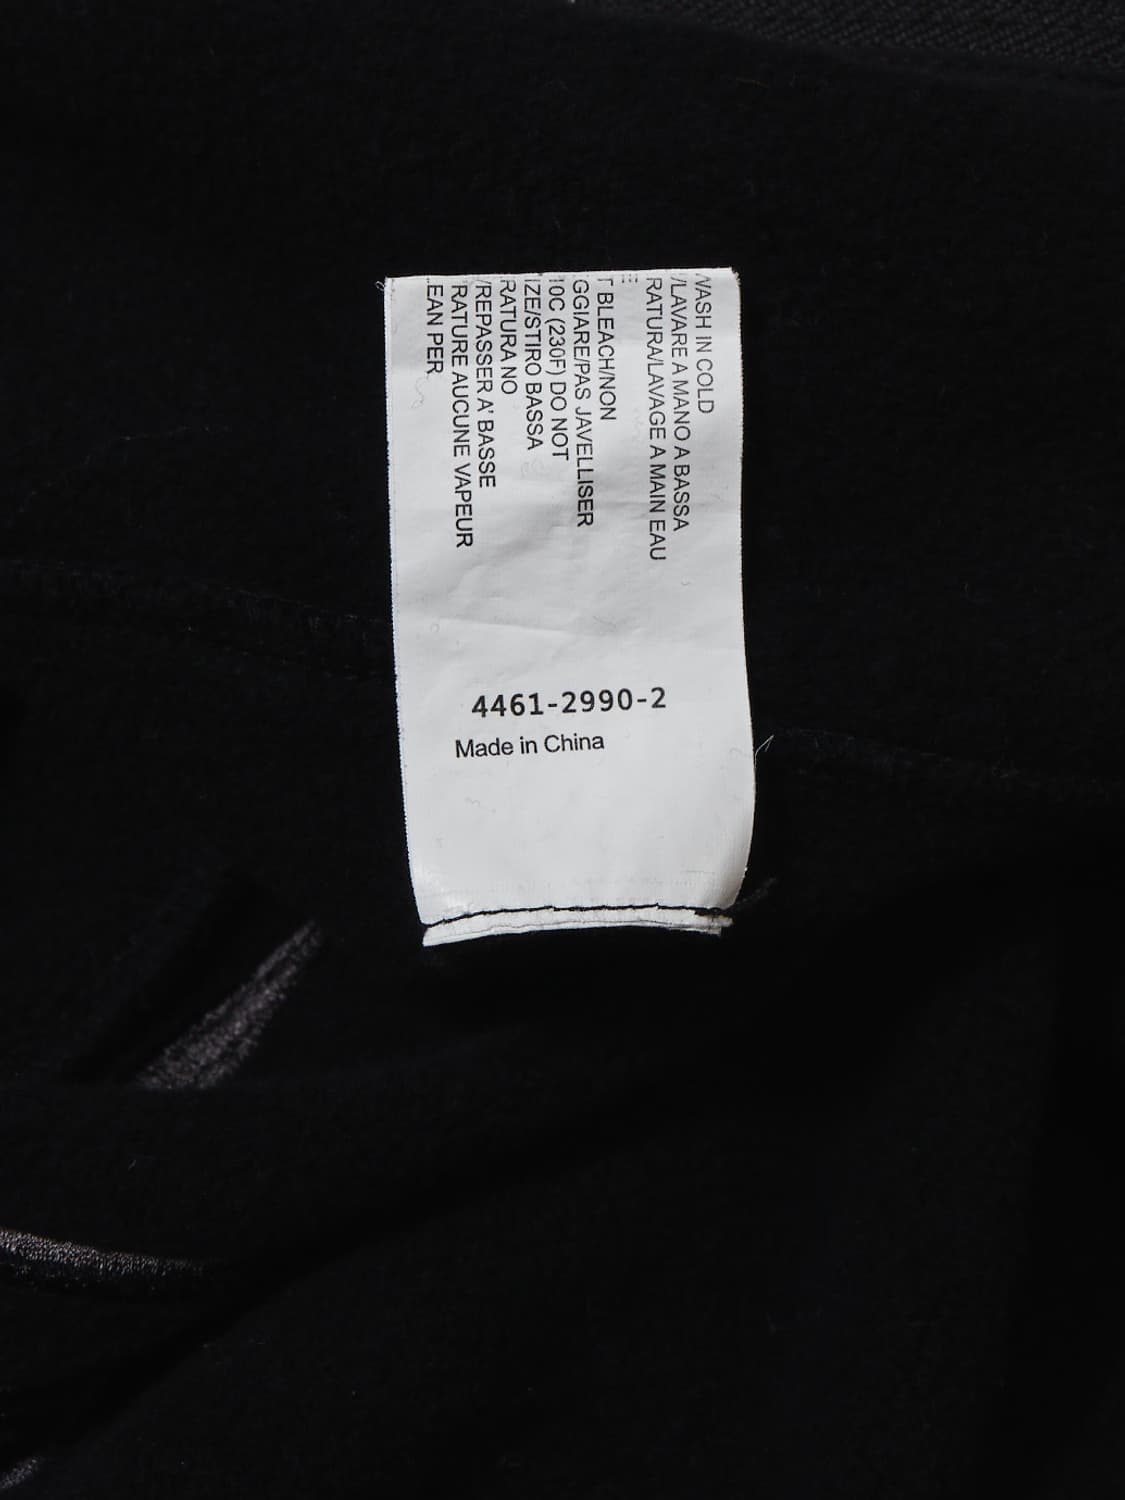 WASH IN COLD
/LAVARE A MANO A BASSA
RATURA/LAVAGE A MAIN EAU
E
T BLEACH/NON
GGIARE/PAS JAVELLISER
10C (230F) DO NOT
IZE/STIRO BASSA
RATURA NO
/REPASSER A' BASSE
RATURE AUCUNE VAPEUR
EAN PER
4461-2990-2
Made in China